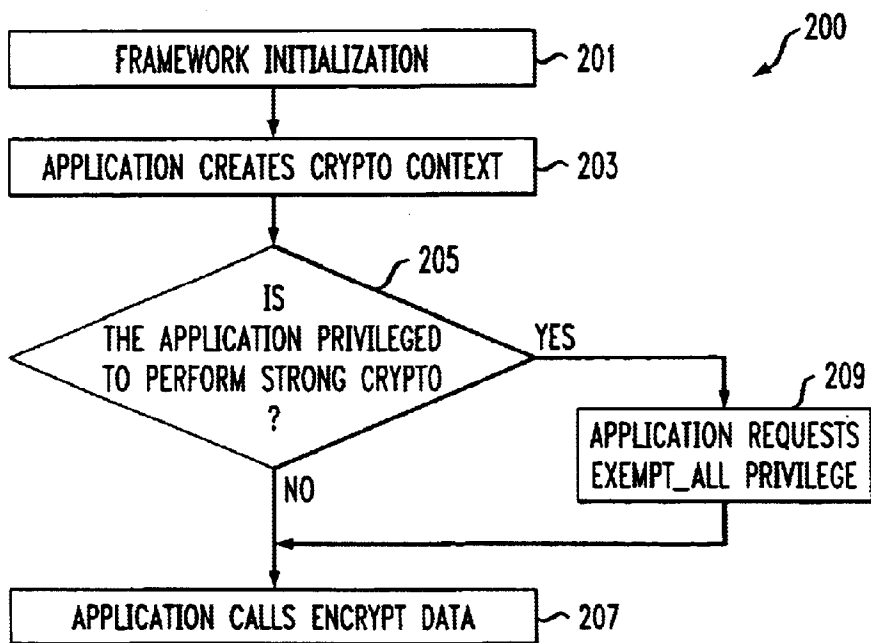 200
FRAMEWORK INITIALIZATION
201
APPLICATION CREATES CRYPTO CONTEXT
203
205
IS
THE APPLICATION PRIVILEGED
TO PERFORM STRONG CRYPTO
?
YES
209
APPLICATION REQUESTS
EXEMPT_ALL PRIVILEGE
NO
APPLICATION CALLS ENCRYPT DATA
207